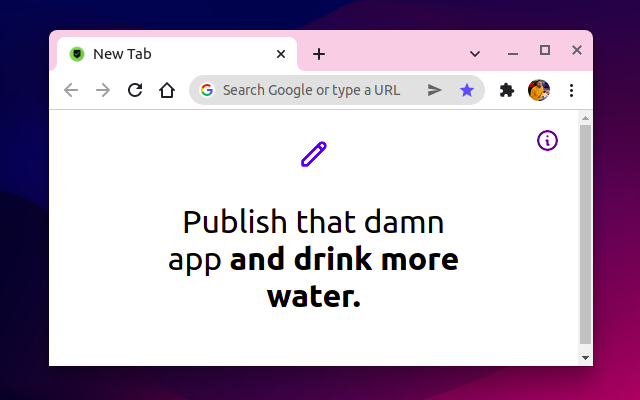 New Tab
Search Google or type a URL
Publish that damn
app and drink more
water.